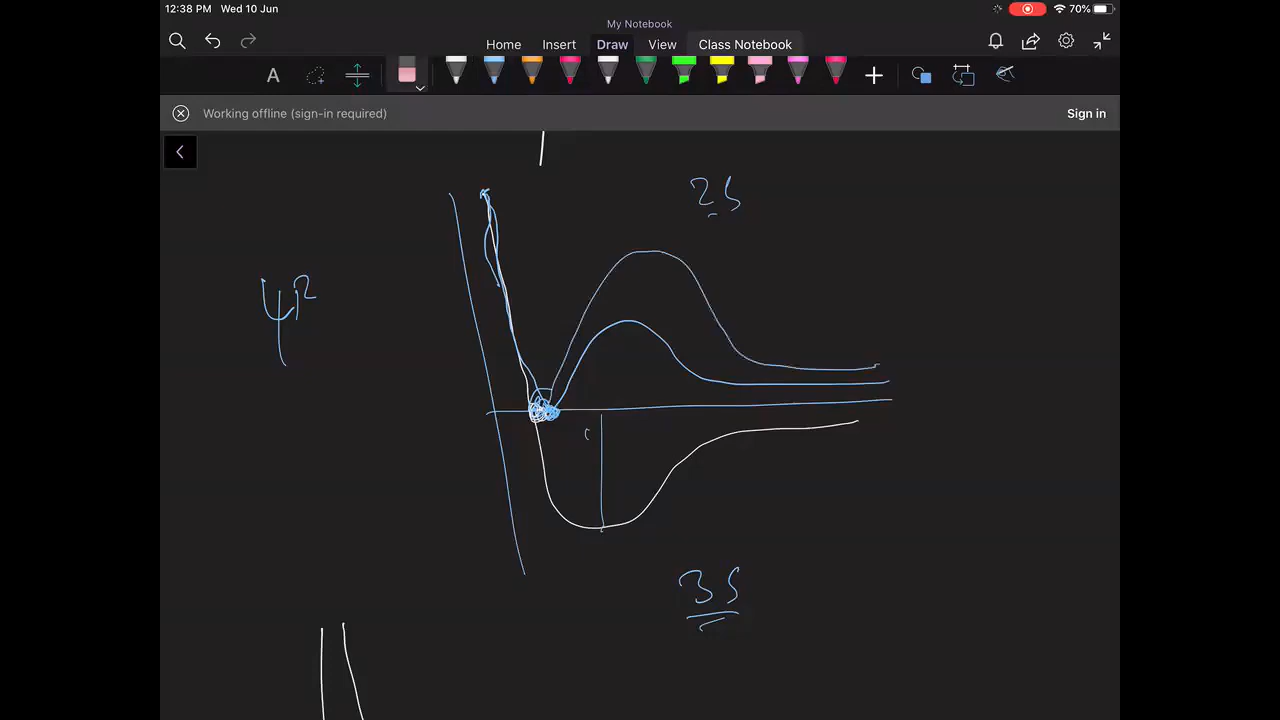 12:38 PM Wed 10 Jun
70%
My Notebook
Home Insert Draw View Class Notebook
A
Working offline (sign-in required)
Sign in
2s
ψ²
3s